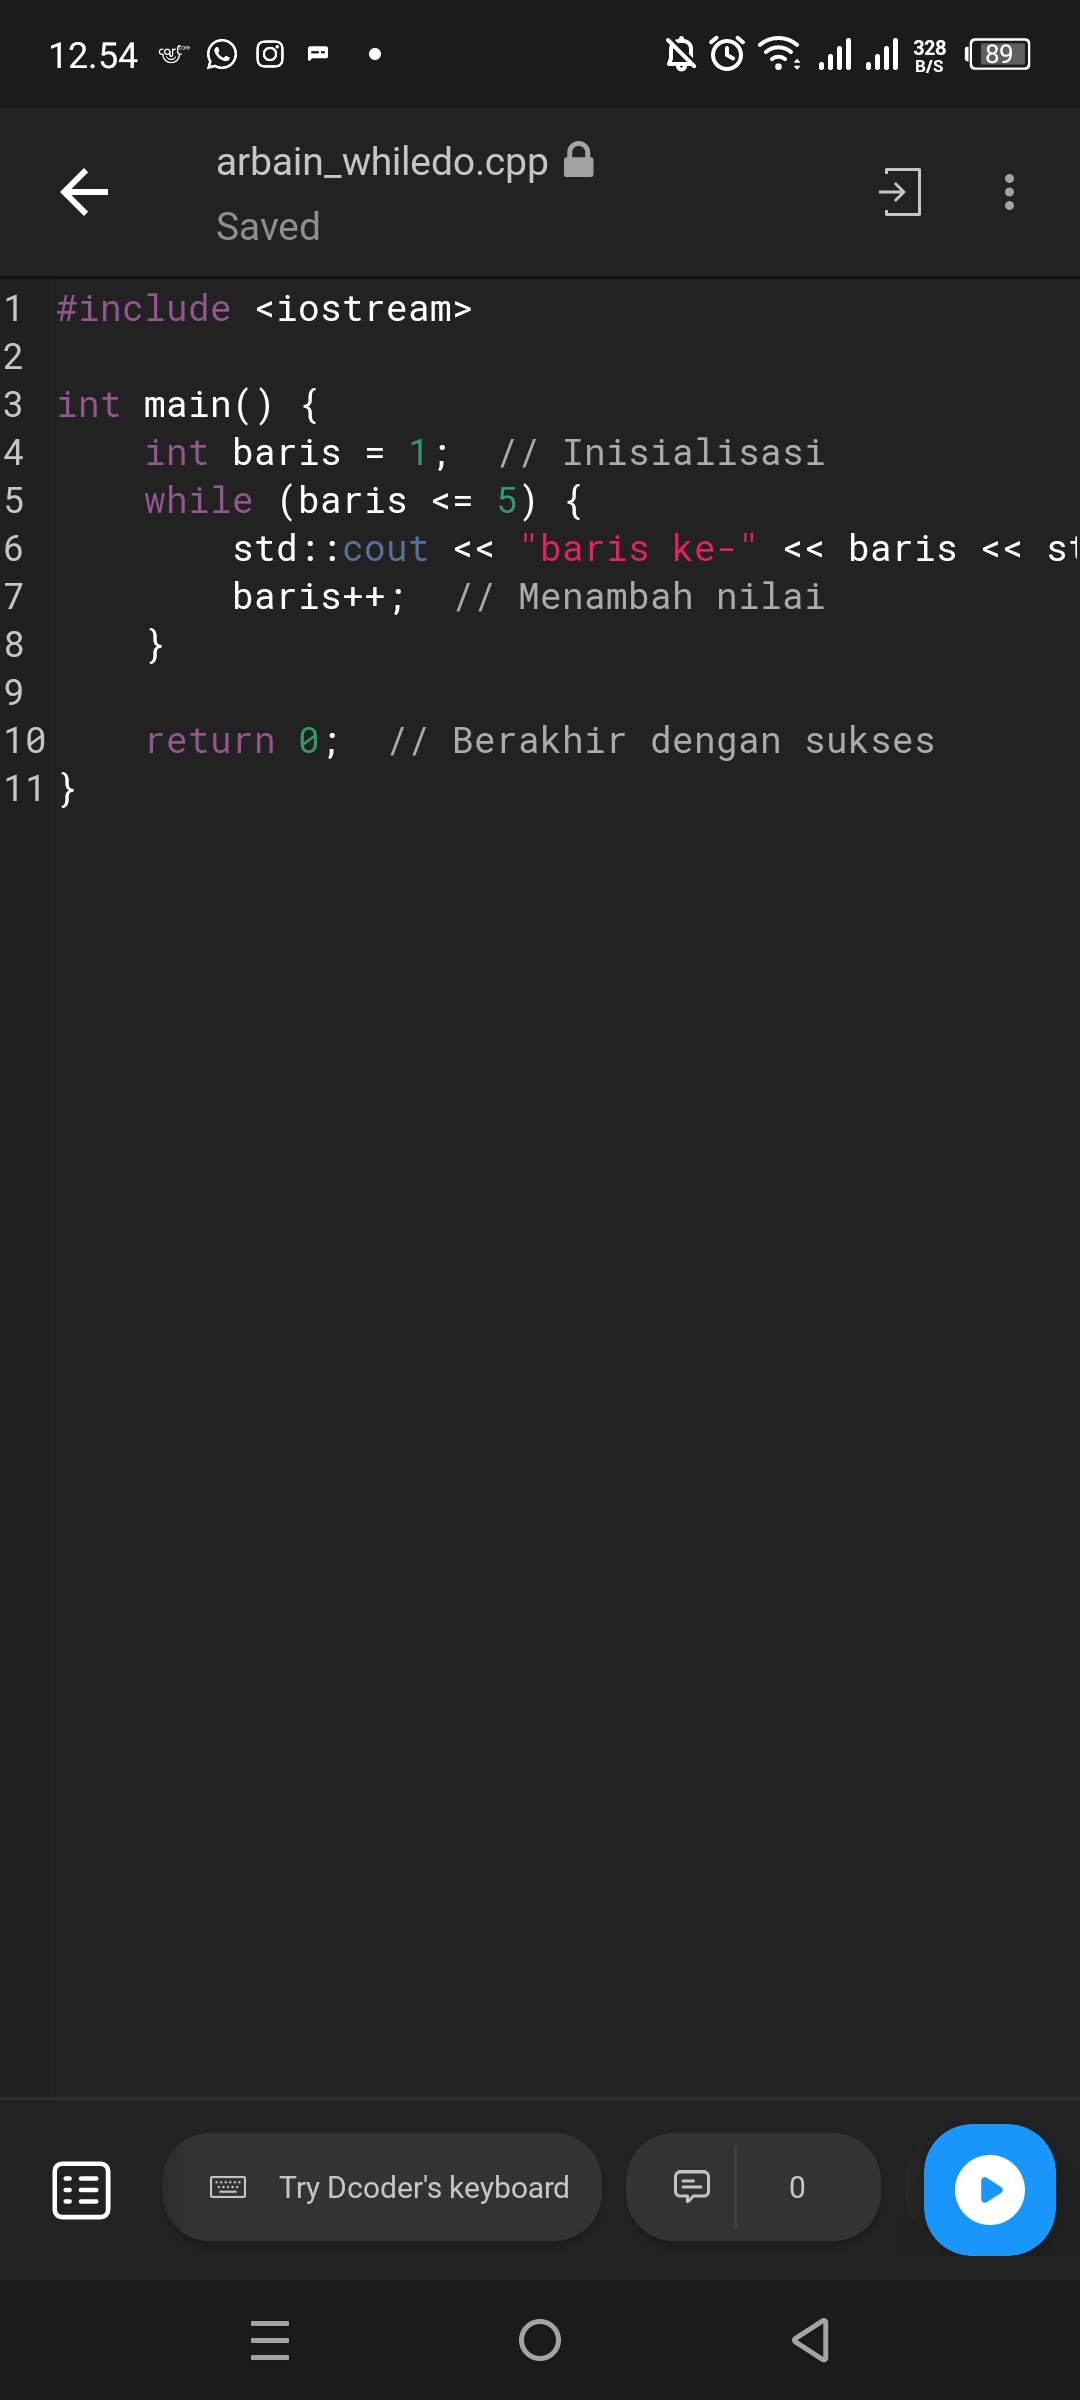 12.54
328
B/S
89
arbain_whiledo.cpp
Saved
1 #include <iostream>
2
3 int main() {
4     int baris = 1;  // Inisialisasi
5     while (baris <= 5) {
6         std::cout << "baris ke-" << baris <<
7         baris++;  // Menambah nilai
8     }
9
10     return 0;  // Berakhir dengan sukses
11 }
Try Dcoder's keyboard
0